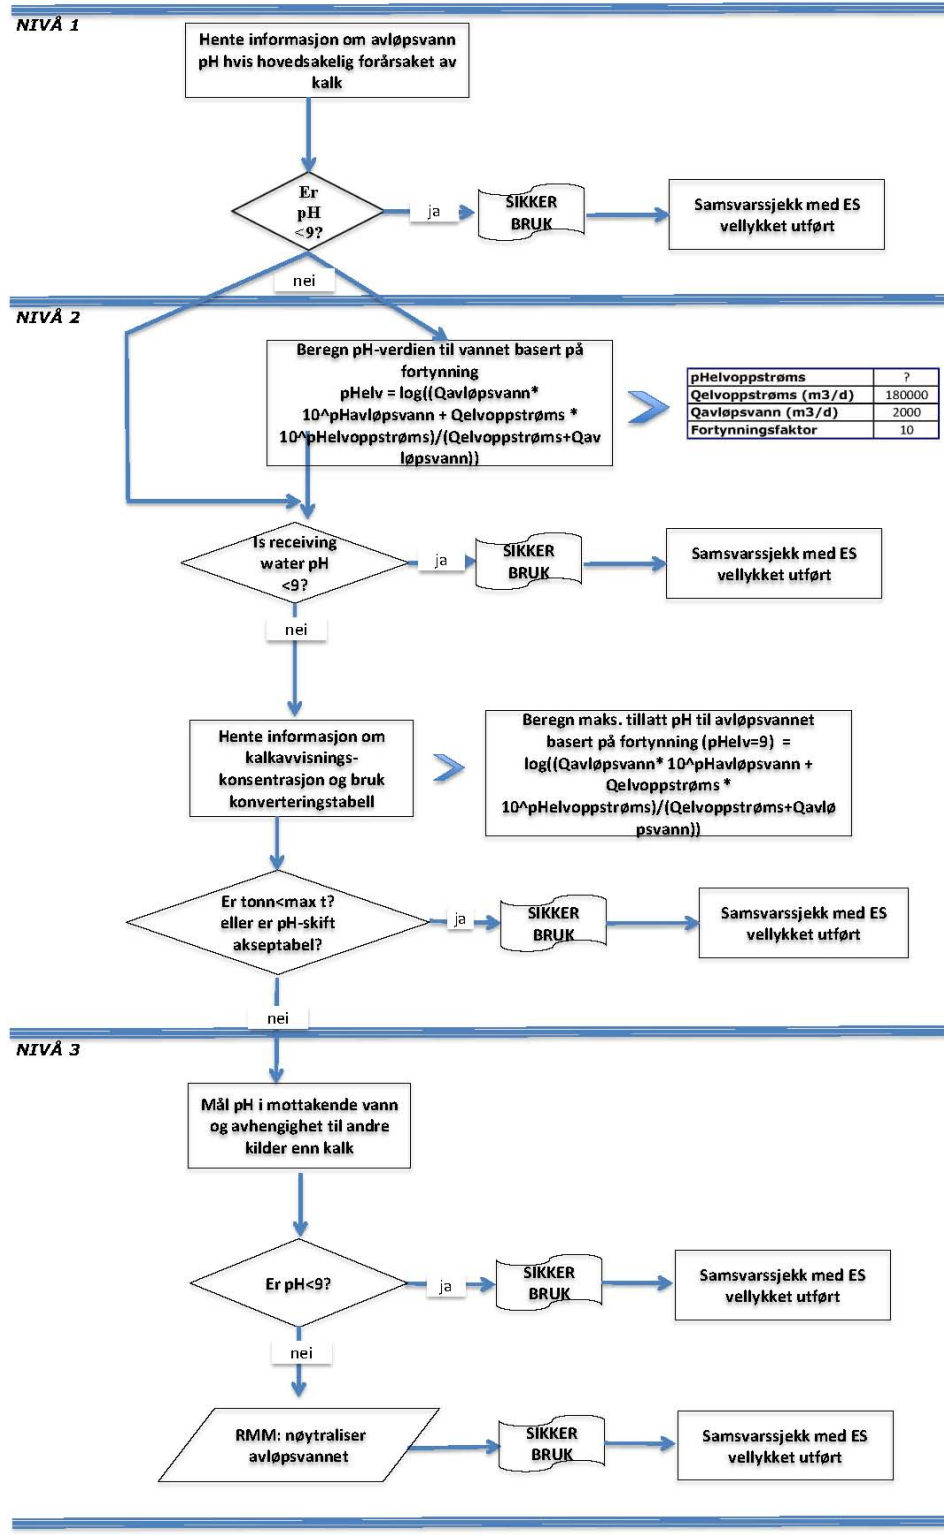 NIVÅ 1
Hente informasjon om avløpsvann
pH hvis hovedsakelig forårsaket av
kalk
Er
pH
<9?
ja
SIKKER
BRUK
Samsvarssjekk med ES
vellykket utført
nei
NIVÅ 2
Beregn pH-verdien til vannet basert på
fortynning
pHelv = log((Qavløpsvann*
10^pHavløpsvann + Qelvoppstrøms *
10^pHelvoppstrøms)/(Qelvoppstrøms+Qav
løpsvann))
pHelvoppstrøms ?
Qelvoppstrøms (m3/d) 180000
Qavløpsvann (m3/d) 2000
Fortynningsfaktor 10
Is receiving
water pH
<9?
ja
SIKKER
BRUK
Samsvarssjekk med ES
vellykket utført
nei
Hente informasjon om
kalkavvisnings-
konsentrasjon og bruk
konverteringstabell
Beregn maks. tillatt pH til avløpsvannet
basert på fortynning (pHelv=9) =
log((Qavløpsvann* 10^pHavløpsvann +
Qelvoppstrøms *
10^pHelvoppstrøms)/(Qelvoppstrøms+Qavlø
psvann))
Er tonn<max t?
eller er pH-skift
akseptabel?
ja
SIKKER
BRUK
Samsvarssjekk med ES
vellykket utført
nei
NIVÅ 3
Mål pH i mottakende vann
og avhengighet til andre
kilder enn kalk
Er pH<9?
ja
SIKKER
BRUK
Samsvarssjekk med ES
vellykket utført
nei
RMM: nøytraliser
avløpsvannet
SIKKER
BRUK
Samsvarssjekk med ES
vellykket utført